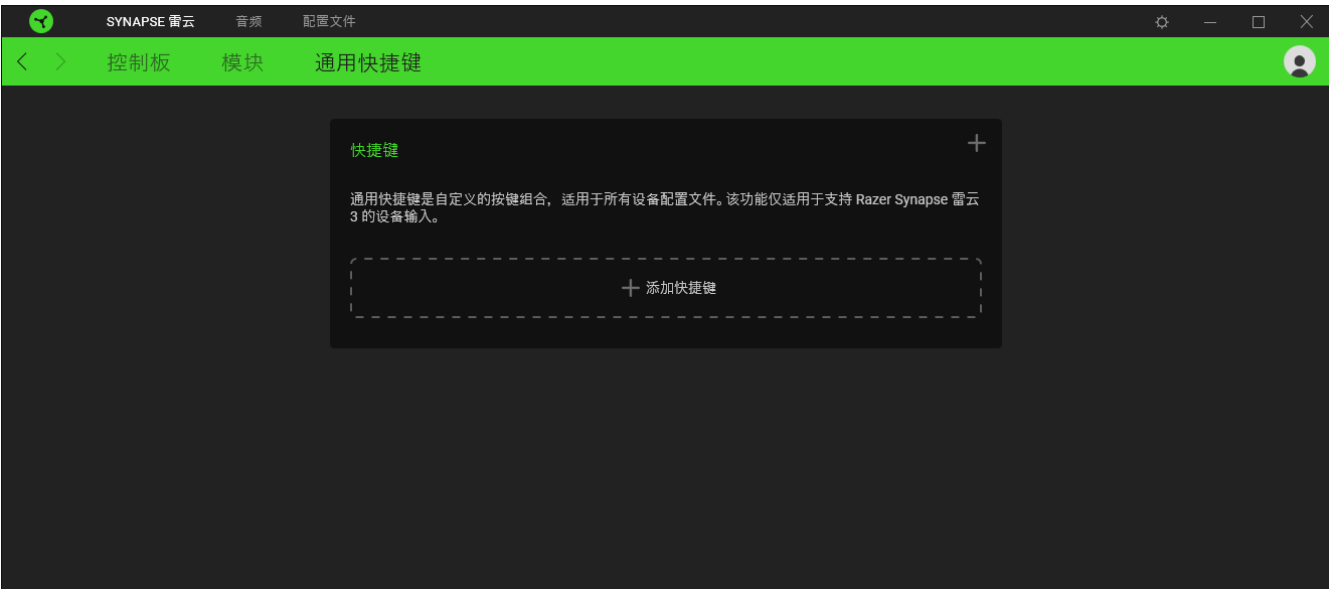 SYNAPSE 雷云 音频 配置文件
控制板 模块 通用快捷键
快捷键
通用快捷键是自定义的按键组合，适用于所有设备配置文件。该功能仅适用于支持 Razer Synapse 雷云
3 的设备输入。
添加快捷键